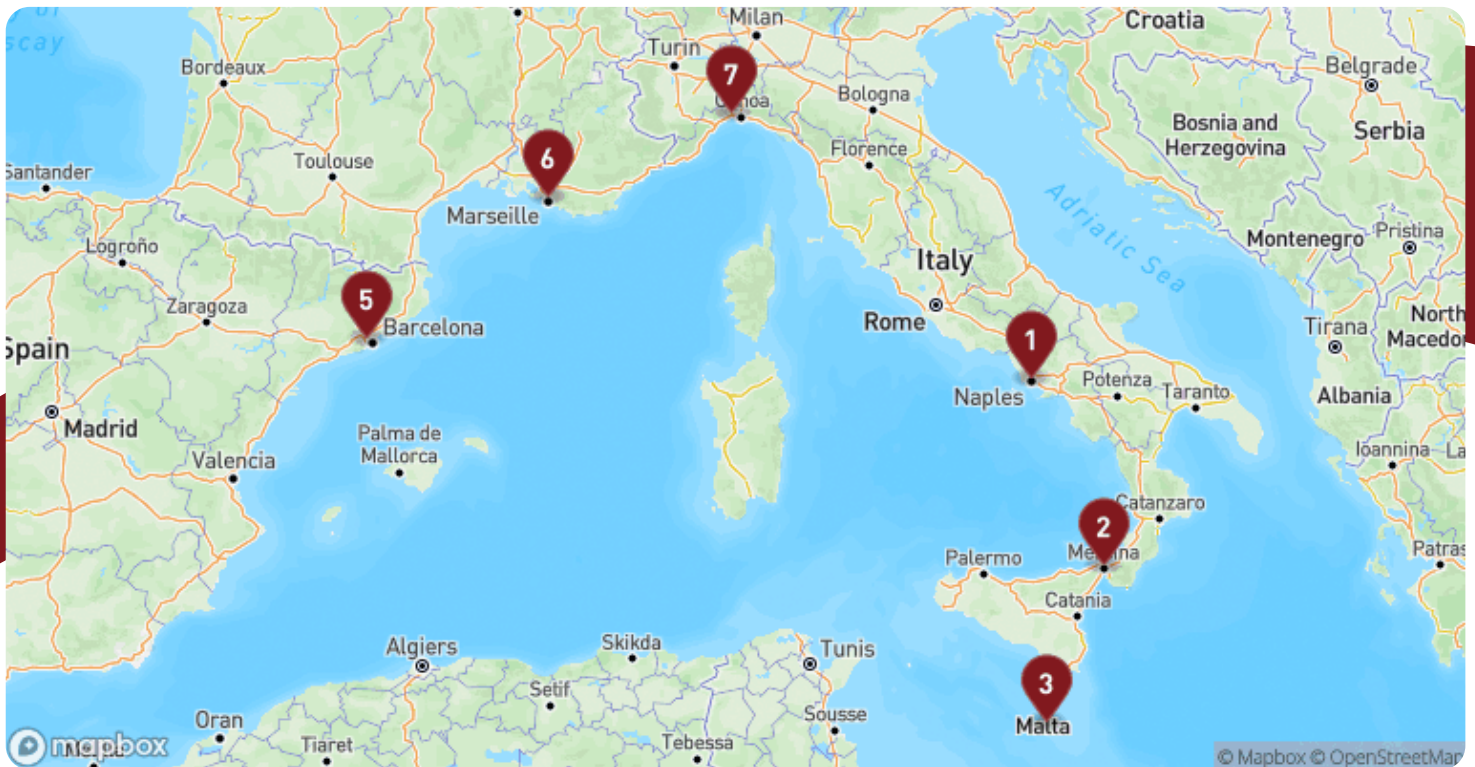 Milan
Croatia
scay
Turin
Bordeaux
Belgrade
7
Bologna
Bosnia and
Herzegovina
Serbia
Florence
6
Toulouse
Santander
Marseille
Adriatic Sea
Logroño
Montenegro
Pristina
Italy
5
Zaragoza
Barcelona
Rome
1
Tirana
North
Macedo
Spain
Naples
Potenza
Taranto
Albania
Madrid
Palma de
Mallorca
Valencia
Ioannina
La
Catanzaro
2
Palermo
Patras
Catania
Algiers
Skikda
Tunis
3
Setif
Malta
Oran
Sousse
Tiaret
Tebessa
mapbox
© Mapbox © OpenStreetMap